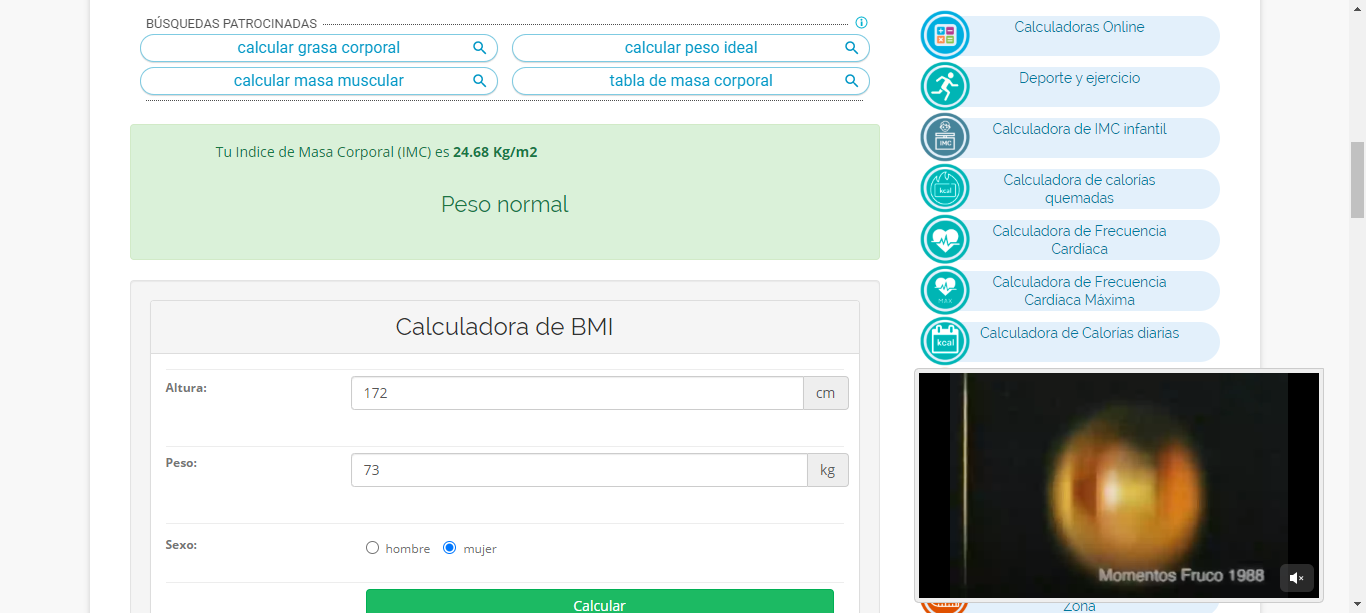 BÚSQUEDAS PATROCINADAS
calcular grasa corporal
calcular peso ideal
calcular masa muscular
tabla de masa corporal
Tu Indice de Masa Corporal (IMC) es 24.68 Kg/m2
Peso normal
Calculadora de BMI
Altura:
172
cm
Peso:
73
kg
Sexo:
hombre
mujer
Calcular
Calculadoras Online
Deporte y ejercicio
IMC
Calculadora de IMC infantil
kcal
Calculadora de calorías
quemadas
Calculadora de Frecuencia
Cardiaca
MAX
Calculadora de Frecuencia
Cardiaca Máxima
kcal
Calculadora de Calorías diarias
Momentos Fruco 1988
Zona